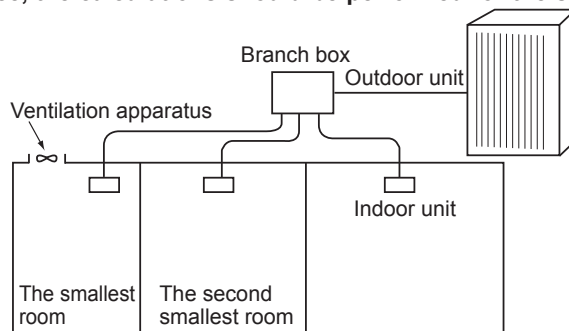 Branch box
Outdoor unit
Ventilation apparatus
Indoor unit
The smallest
room
The second
smallest room